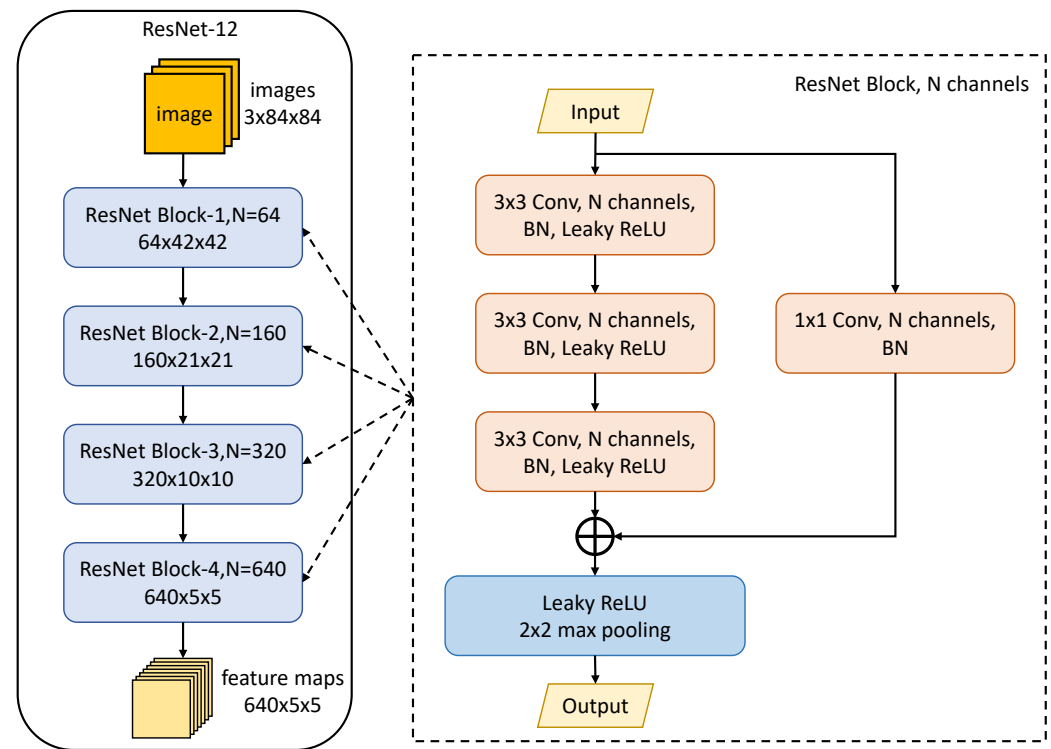 ResNet-12
image
images
3x84x84
ResNet Block-1,N=64
64x42x42
ResNet Block-2,N=160
160x21x21
ResNet Block-3,N=320
320x10x10
ResNet Block-4,N=640
640x5x5
feature maps
640x5x5
ResNet Block, N channels
Input
3x3 Conv, N channels,
BN, Leaky ReLU
3x3 Conv, N channels,
BN, Leaky ReLU
1x1 Conv, N channels,
BN
3x3 Conv, N channels,
BN, Leaky ReLU
Leaky ReLU
2x2 max pooling
Output